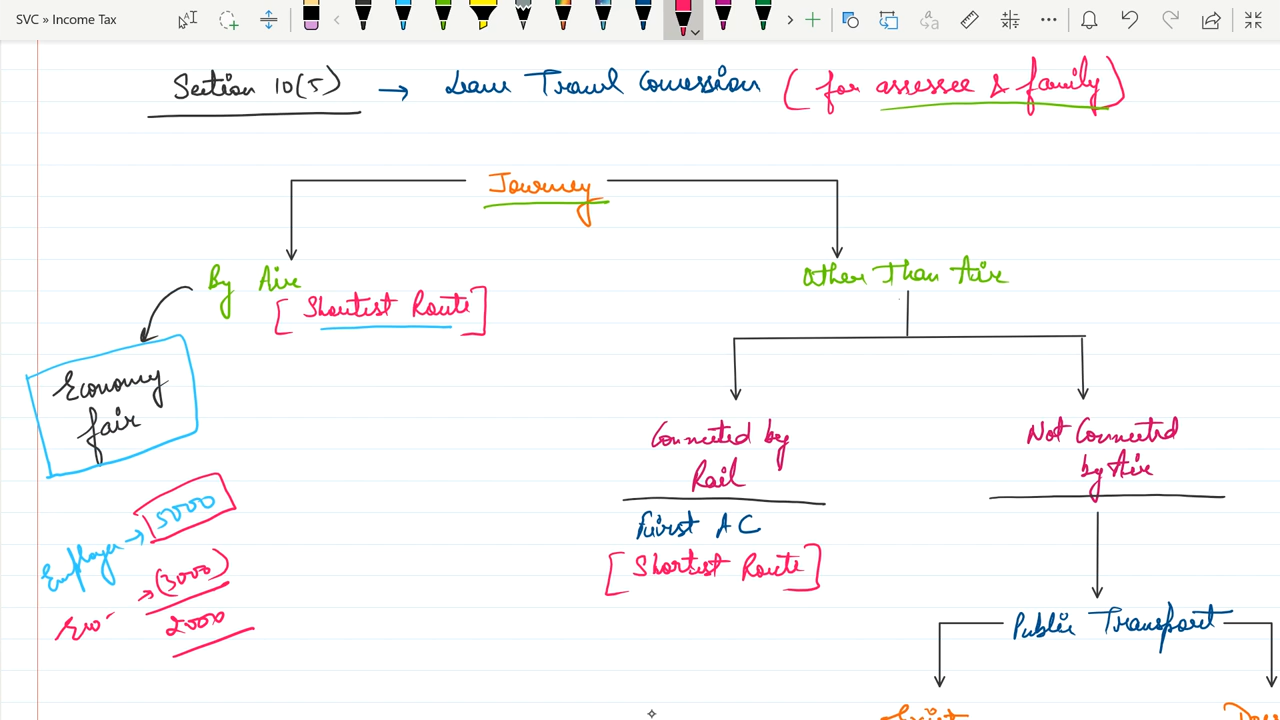 SVC » Income Tax
Section 10(5) → Leave Travel Concession (for assessee & family)
Journey
By Air
[Shortest Route]
Other Than Air
Economy
fair
Connected by
Rail
Not Connected
by Air
First AC
[Shortest Route]
Employer → 5000
→ (3000)
2000
Public Transport